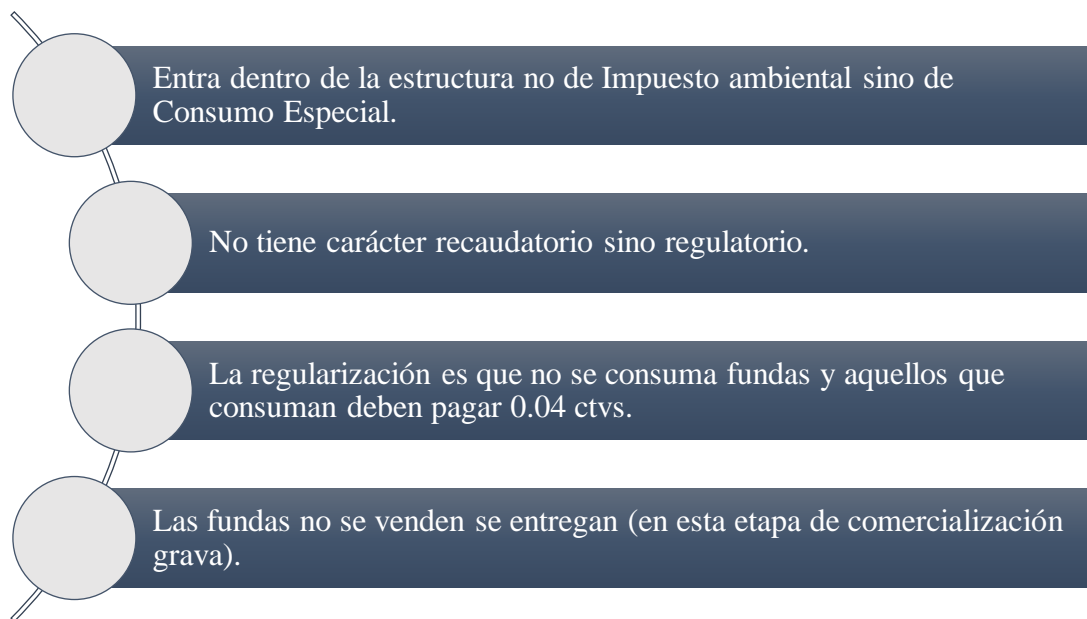 Entra dentro de la estructura no de Impuesto ambiental sino de
Consumo Especial.
No tiene carácter recaudatorio sino regulatorio.
La regularización es que no se consuma fundas y aquellos que
consuman deben pagar 0.04 ctvs.
Las fundas no se venden se entregan (en esta etapa de comercialización
grava).